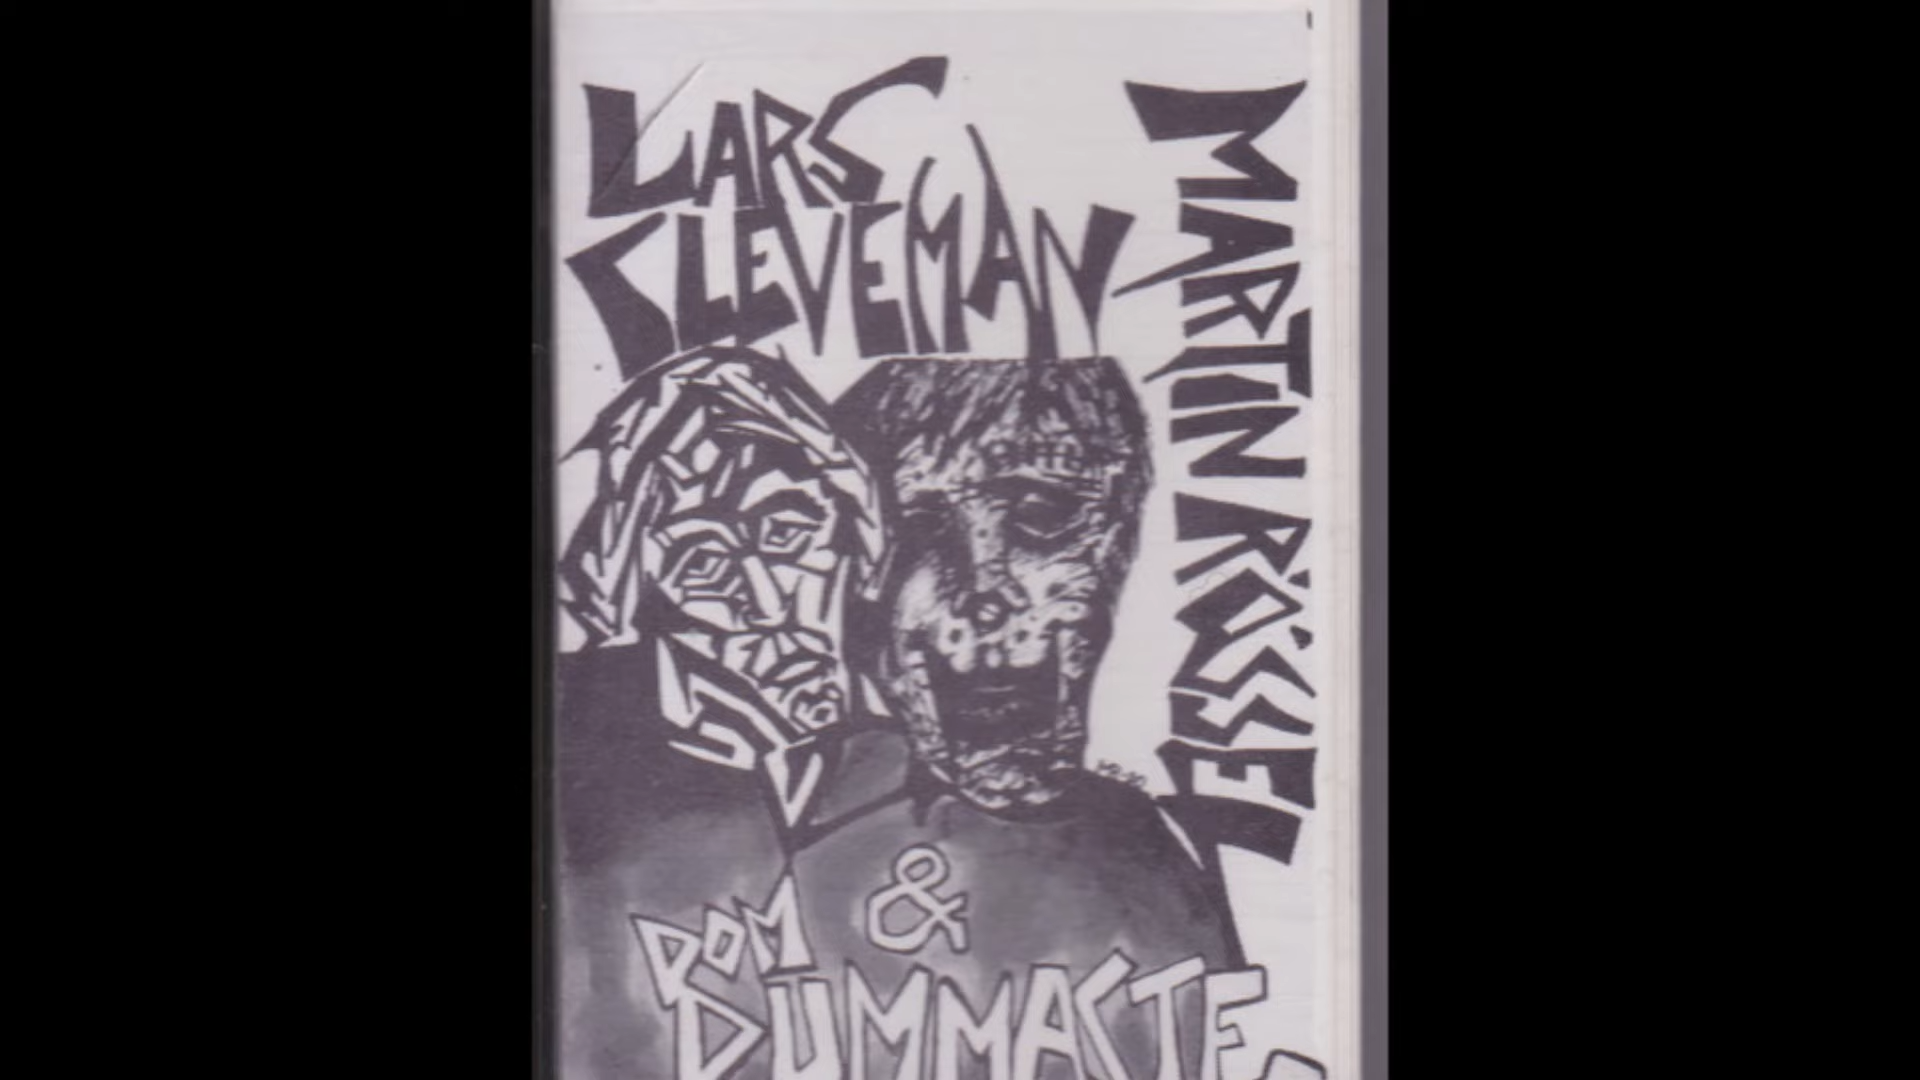 LARS
CLEVEMAN
MARTIN RÖSSEL
&
DOM
DUMMASTE